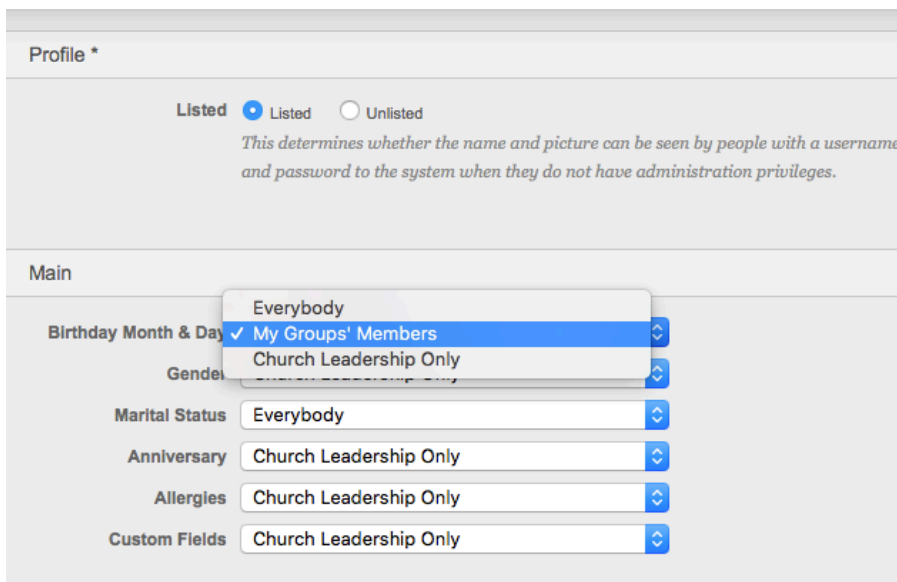 Profile *
Listed Listed Unlisted
This determines whether the name and picture can be seen by people with a username
and password to the system when they do not have administration privileges.
Main
Everybody
Birthday Month & Day ✓ My Groups' Members
Church Leadership Only
Gender Church Leadership Only
Marital Status Everybody
Anniversary Church Leadership Only
Allergies Church Leadership Only
Custom Fields Church Leadership Only